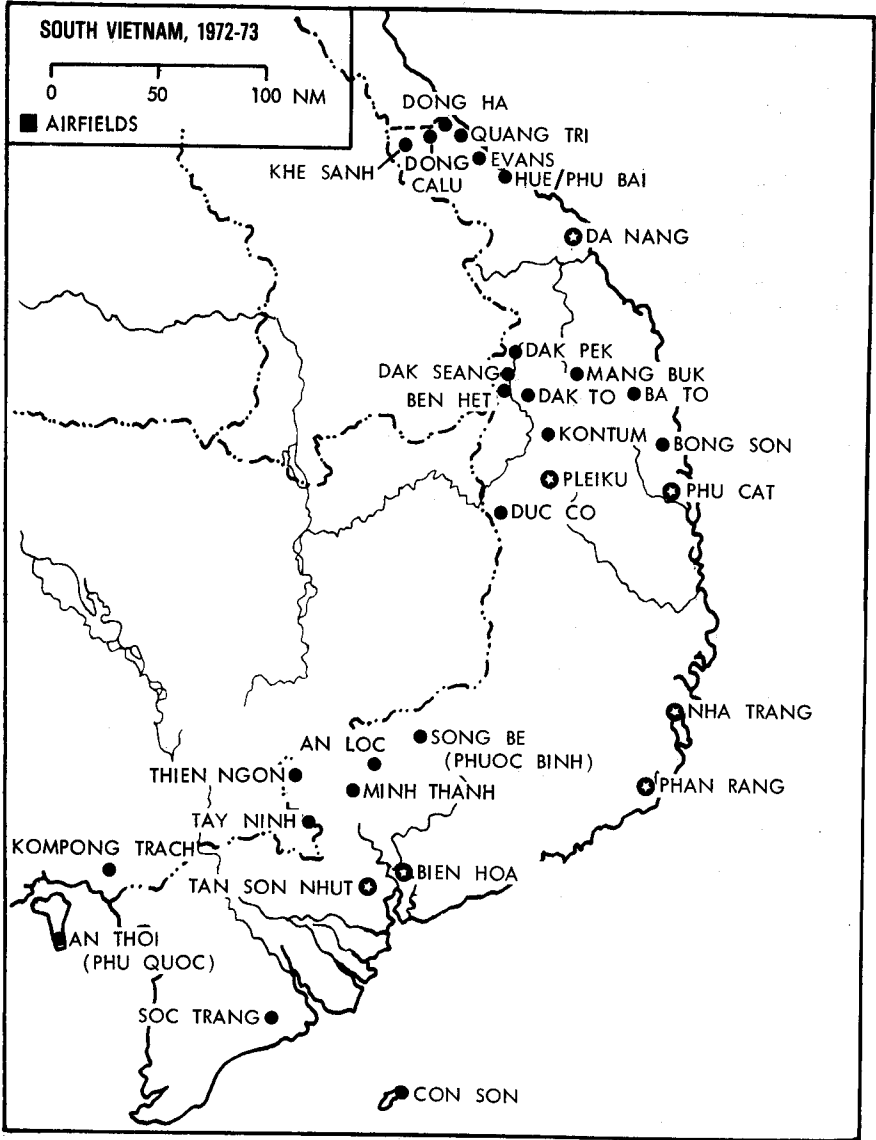 SOUTH VIETNAM, 1972-73
0 50 100 NM
AIRFIELDS
DONG HA
QUANG TRI
KHE SANH
DONG
CALU
EVANS
HUE/PHU BAI
DA NANG
DAK PEK
DAK SEANG
MANG BUK
BEN HET
DAK TO
BA TO
KONTUM
BONG SON
PLEIKU
PHU CAT
DUC CO
NHA TRANG
AN LOC
SONG BE
(PHUOC BINH)
THIEN NGON
MINH THANH
PHAN RANG
TAY NINH
KOMPONG TRACH
BIEN HOA
TAN SON NHUT
AN THOI
(PHU QUOC)
SOC TRANG
CON SON